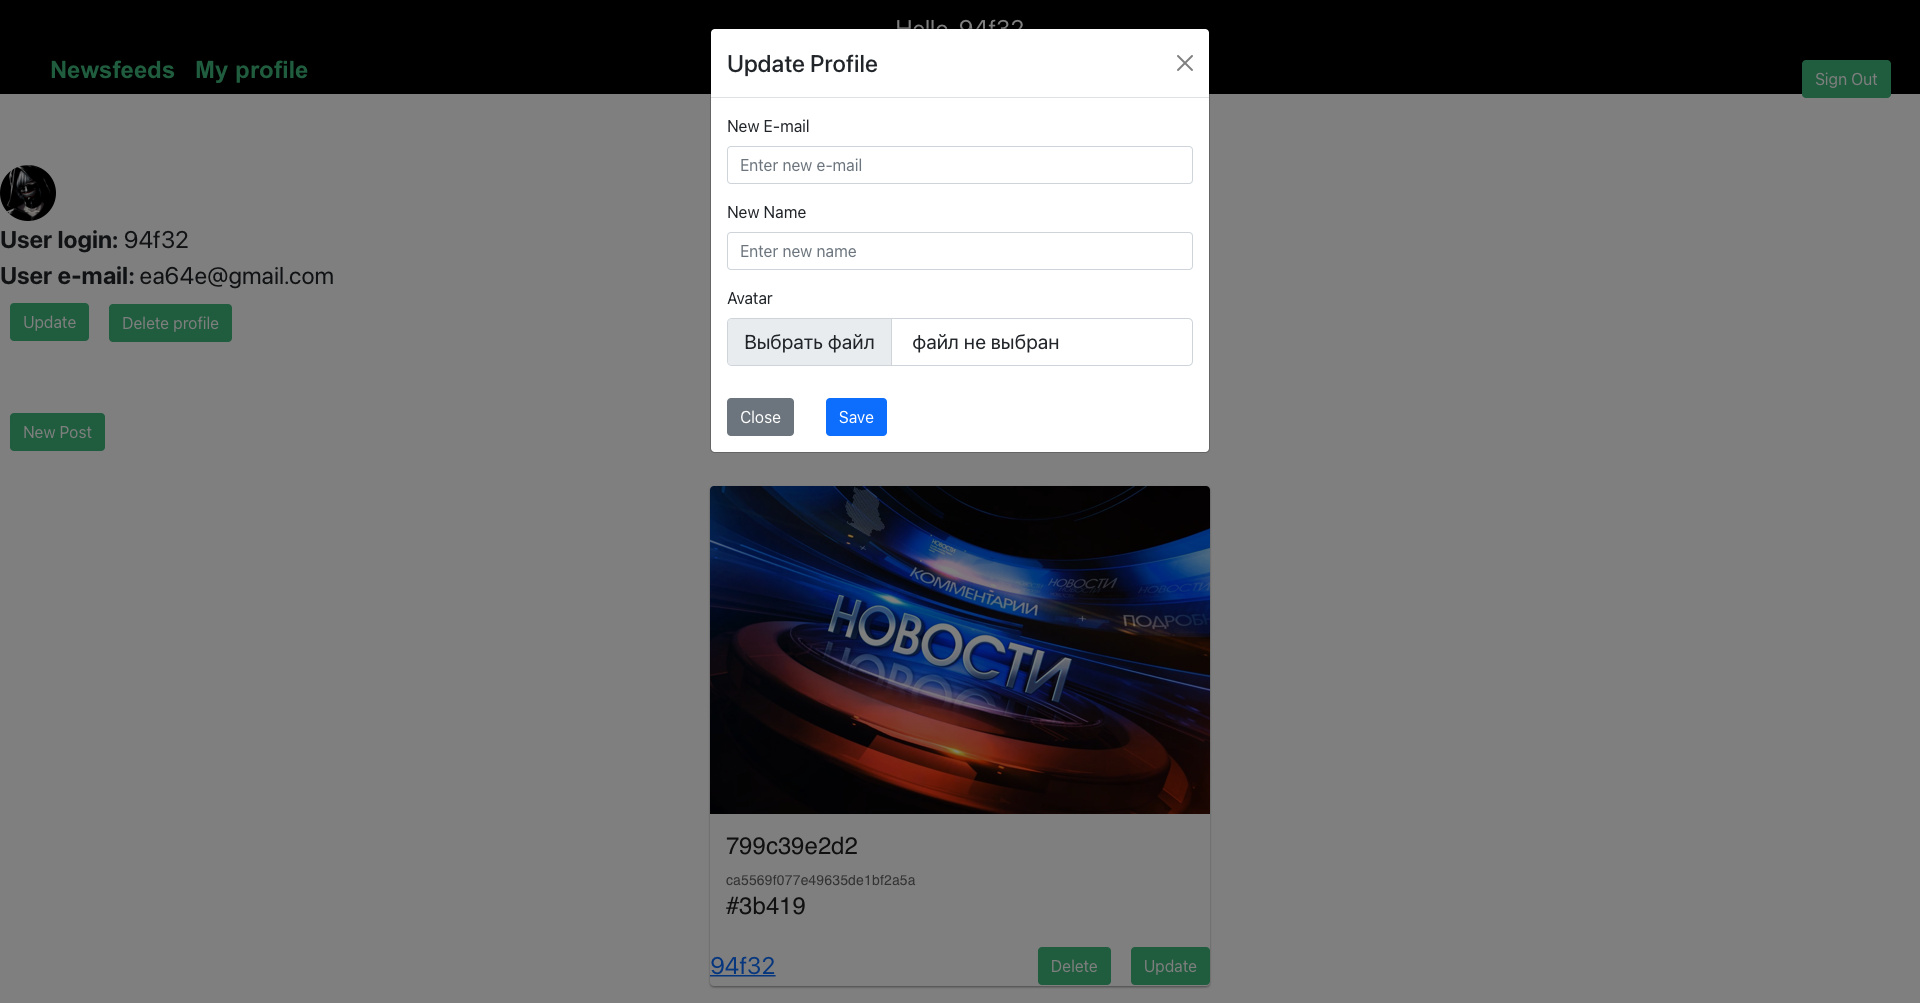 Hello, 94f32
Newsfeeds My profile
Sign Out
Update Profile
New E-mail
Enter new e-mail
New Name
Enter new name
Avatar
Выбрать файл файл не выбран
Close Save
User login: 94f32
User e-mail: ea64e@gmail.com
Update Delete profile
New Post
НОВОСТИ
КОММЕНТАРИИ
НОВОСТИ
НОВОСТИ
799c39e2d2
ca5569f077e49635de1bf2a5a
#3b419
94f32 Delete Update